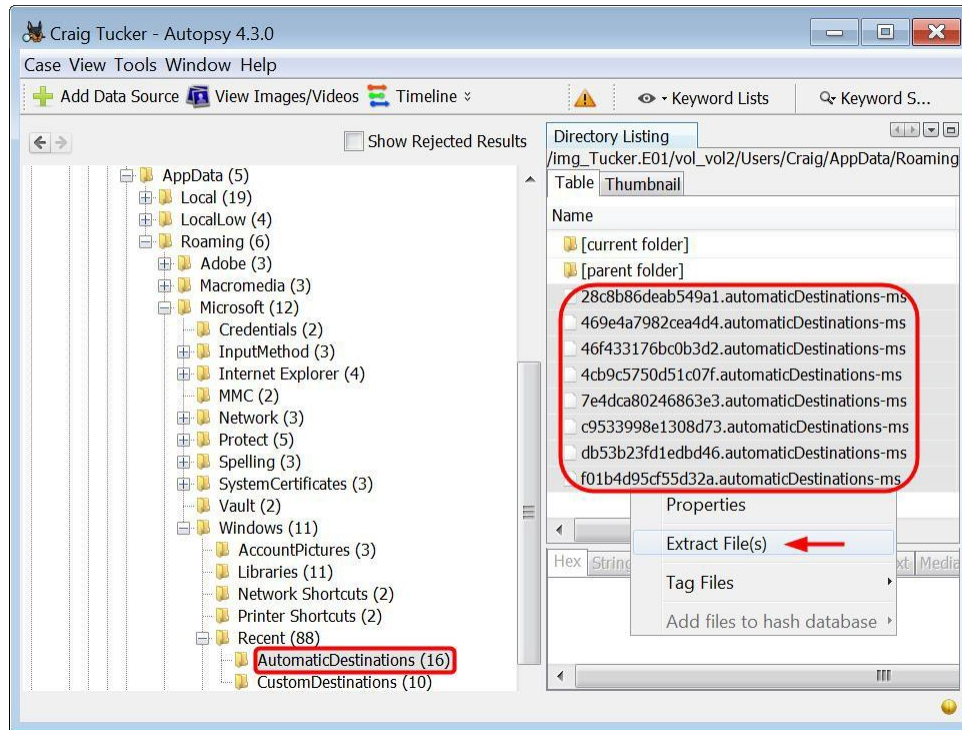 Craig Tucker - Autopsy 4.3.0
Case View Tools Window Help
Add Data Source View Images/Videos Timeline Keyword Lists Keyword S...
Show Rejected Results
AppData (5)
Local (19)
LocalLow (4)
Roaming (6)
Adobe (3)
Macromedia (3)
Microsoft (12)
Credentials (2)
InputMethod (3)
Internet Explorer (4)
MMC (2)
Network (3)
Protect (5)
Spelling (3)
SystemCertificates (3)
Vault (2)
Windows (11)
AccountPictures (3)
Libraries (11)
Network Shortcuts (2)
Printer Shortcuts (2)
Recent (88)
AutomaticDestinations (16)
CustomDestinations (10)
Directory Listing
/img_Tucker.E01/vol_vol2/Users/Craig/AppData/Roaming
Table Thumbnail
Name
[current folder]
[parent folder]
28c8b86deab549a1.automaticDestinations-ms
469e4a7982cea4d4.automaticDestinations-ms
46f433176bc0b3d2.automaticDestinations-ms
4cb9c5750d51c07f.automaticDestinations-ms
7e4dca80246863e3.automaticDestinations-ms
c9533998e1308d73.automaticDestinations-ms
db53b23fd1edbd46.automaticDestinations-ms
f01b4d95cf55d32a.automaticDestinations-ms
Properties
Extract File(s)
Tag Files
Add files to hash database
Hex String xt Media